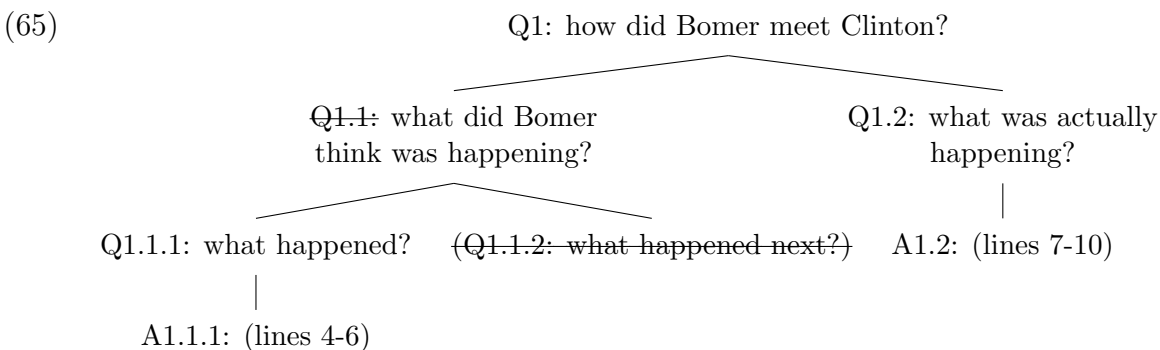 (65)
Q1: how did Bomer meet Clinton?
Q1.1: what did Bomer
think was happening?
Q1.2: what was actually
happening?
Q1.1.1: what happened?
(Q1.1.2: what happened next?)
A1.2: (lines 7-10)
A1.1.1: (lines 4-6)